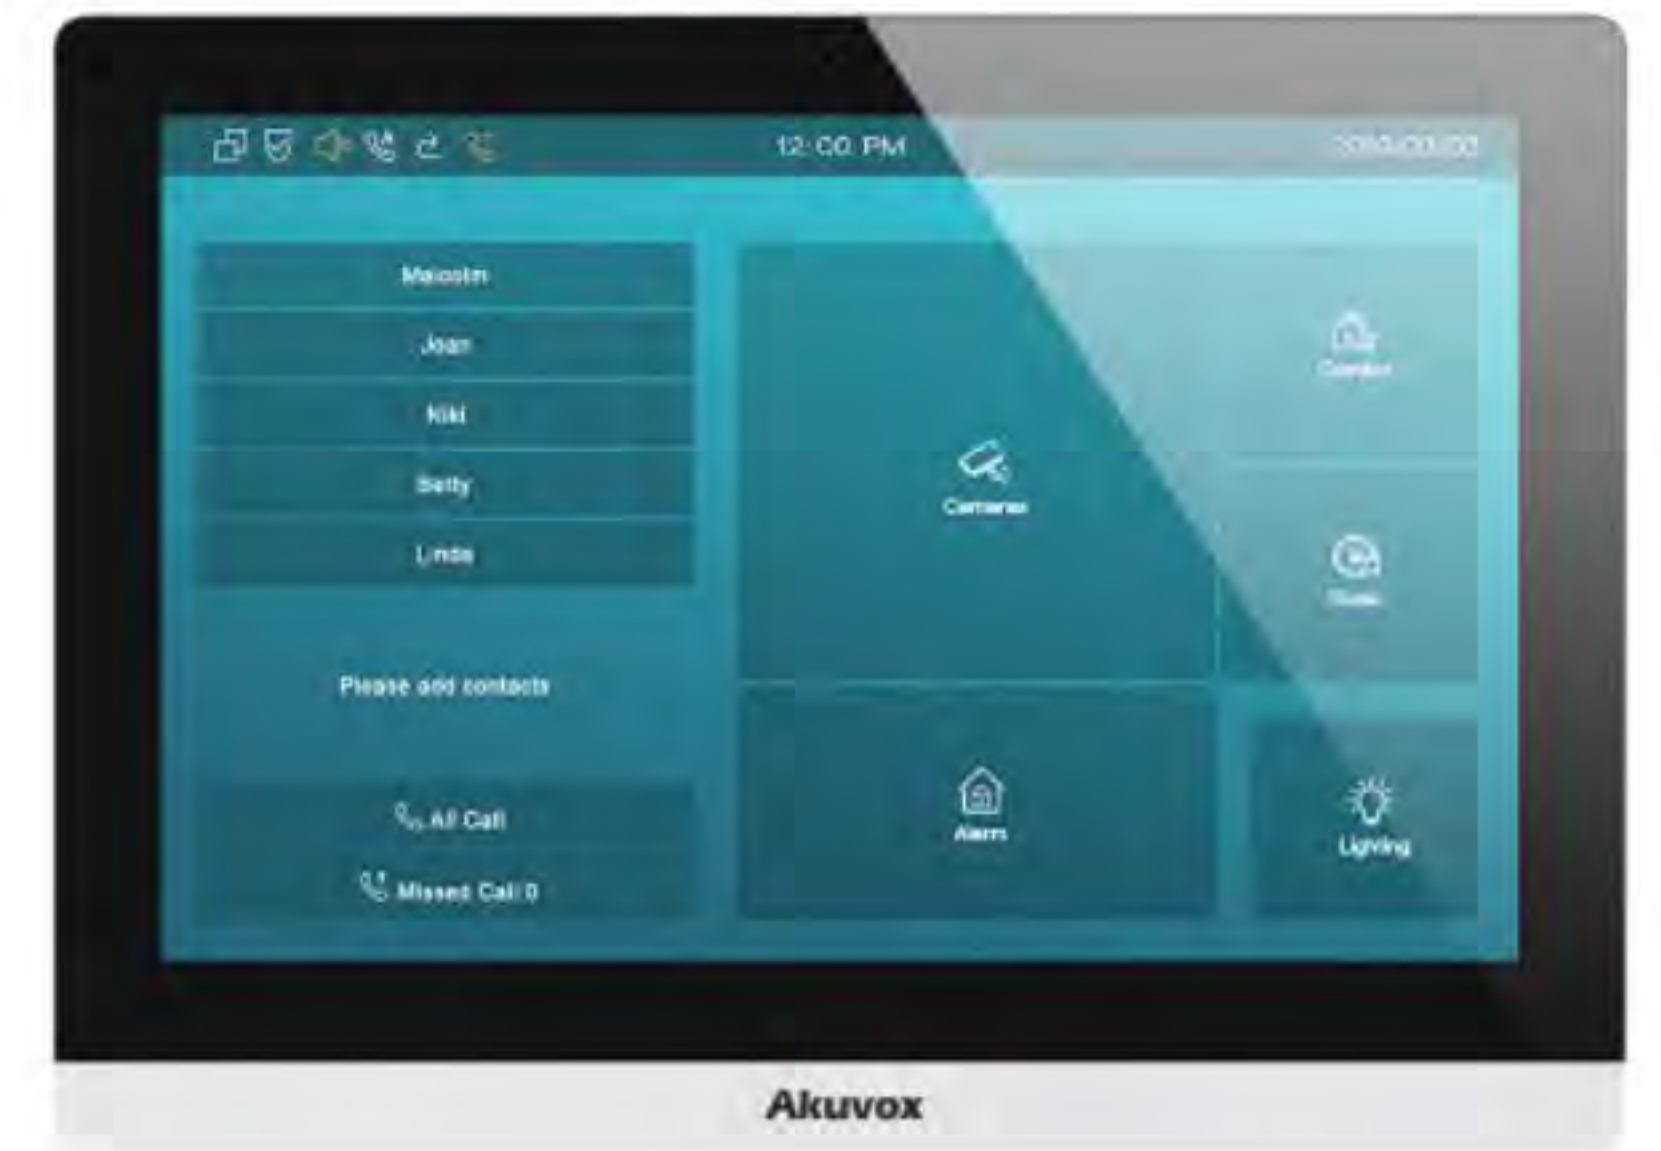 12:00 PM
Malcolm
Joan
Kiki
Betty
Linda
Please add contacts
All Call
Missed Call 0
Cameras
Comfort
Alarm
Lighting
Akuvox